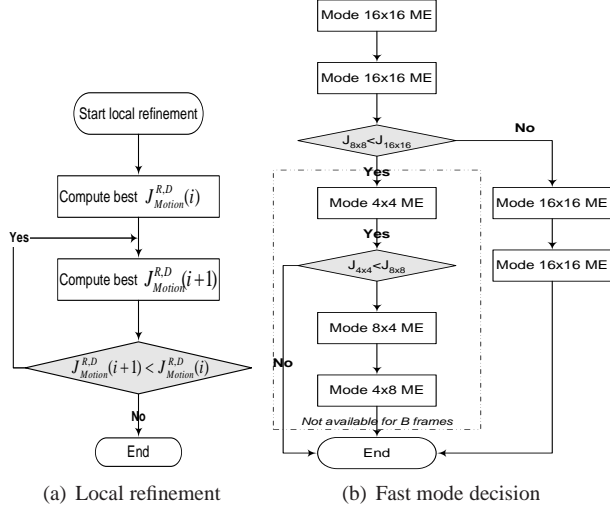 Start local refinement
Compute best J^{R,D}_{Motion}(i)
Yes
Compute best J^{R,D}_{Motion}(i+1)
J^{R,D}_{Motion}(i+1) < J^{R,D}_{Motion}(i)
No
End
(a) Local refinement
Mode 16x16 ME
Mode 16x16 ME
J_{8x8}<J_{16x16}
No
Yes
Mode 4x4 ME
Mode 16x16 ME
Yes
J_{4x4}<J_{8x8}
Mode 16x16 ME
Mode 8x4 ME
No
Mode 4x8 ME
Not available for B frames
End
(b) Fast mode decision